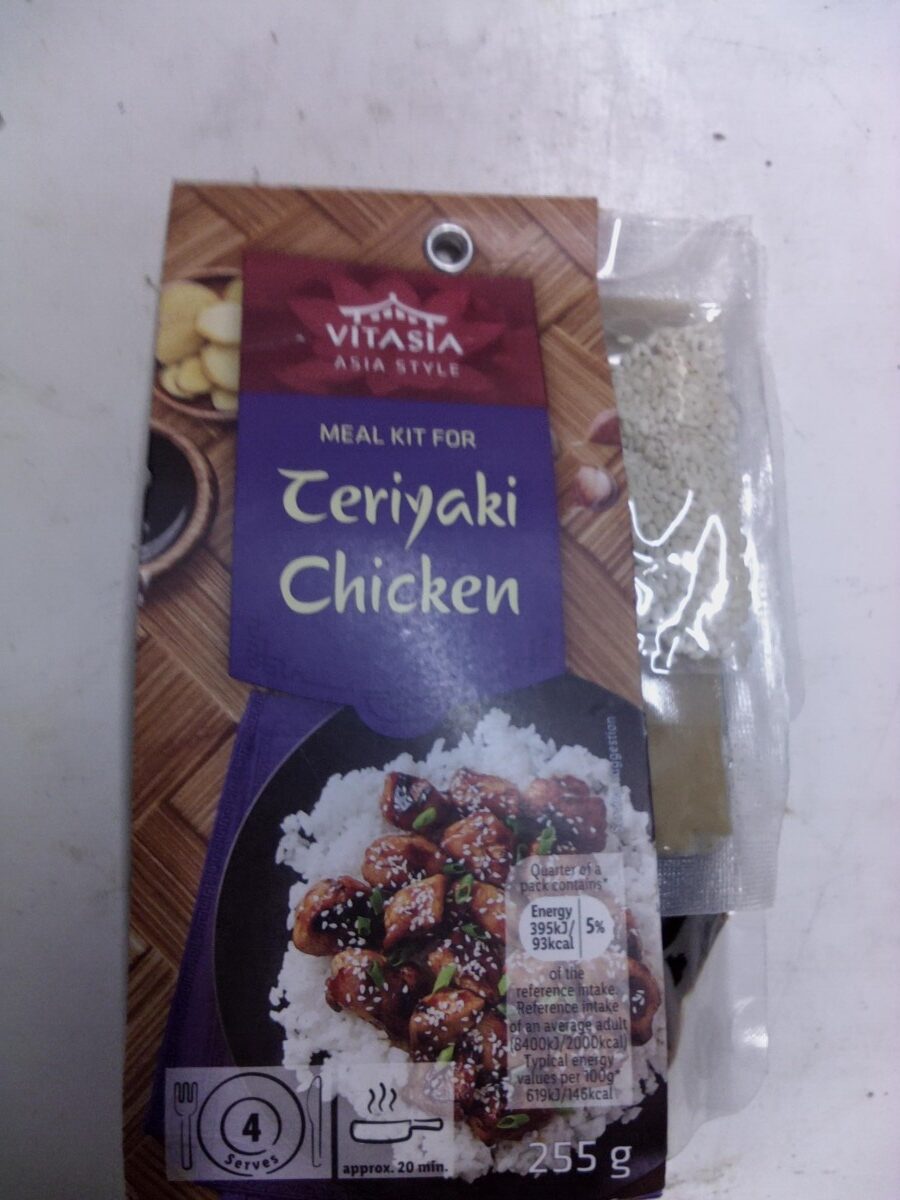 VITASIA
ASIA STYLE
MEAL KIT FOR
Teriyaki
Chicken
suggestion
Quarter of a
pack contains*
Energy
395kJ/
93kcal
5%
of the
reference intake.
Reference intake
of an average adult
(8400kJ/2000kcal)
Typical energy
values per 100g*
619kJ/146kcal
4
Serves
approx. 20 min.
255 g